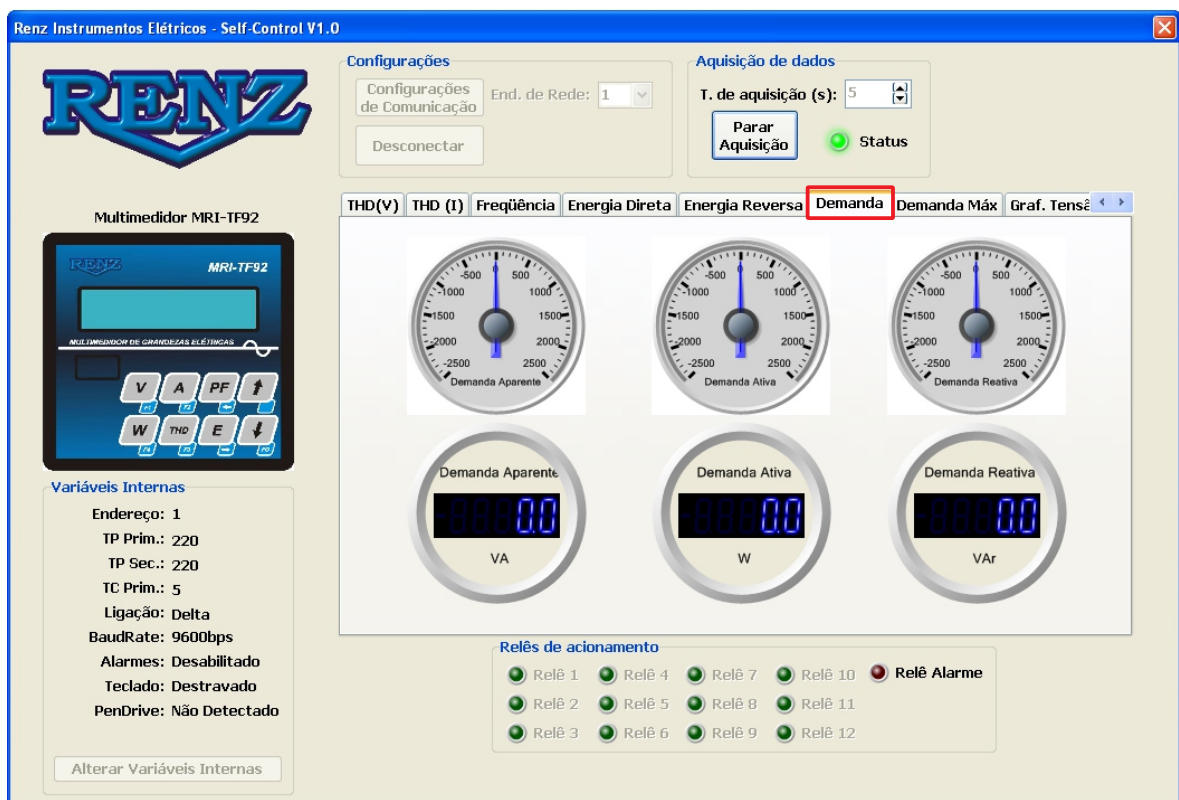 Renz Instrumentos Elétricos - Self-Control V1.0
RENZ
Configurações
Configurações de Comunicação
End. de Rede: 1
Desconectar
Aquisição de dados
T. de aquisição (s): 5
Parar Aquisição
Status
Multimedidor MRI-TF92
RENZ
MRI-TF92
MULTIMEDIDOR DE GRANDEZAS ELÉTRICAS
V A PF
F1 F2
W THD E
F4 F5
THD(V) THD (I) Freqüência Energia Direta Energia Reversa Demanda Demanda Máx Graf. Tensã
-500 0 500
-1000 1000
-1500 1500
-2000 2000
-2500 2500
Demanda Aparente
-500 0 500
-1000 1000
-1500 1500
-2000 2000
-2500 2500
Demanda Ativa
-500 0 500
-1000 1000
-1500 1500
-2000 2000
-2500 2500
Demanda Reativa
Demanda Aparente
0.0
VA
Demanda Ativa
0.0
W
Demanda Reativa
0.0
VAr
Variáveis Internas
Endereço: 1
TP Prim.: 220
TP Sec.: 220
TC Prim.: 5
Ligação: Delta
BaudRate: 9600bps
Alarmes: Desabilitado
Teclado: Destravado
PenDrive: Não Detectado
Alterar Variáveis Internas
Relês de acionamento
Relê 1 Relê 4 Relê 7 Relê 10 Relê Alarme
Relê 2 Relê 5 Relê 8 Relê 11
Relê 3 Relê 6 Relê 9 Relê 12